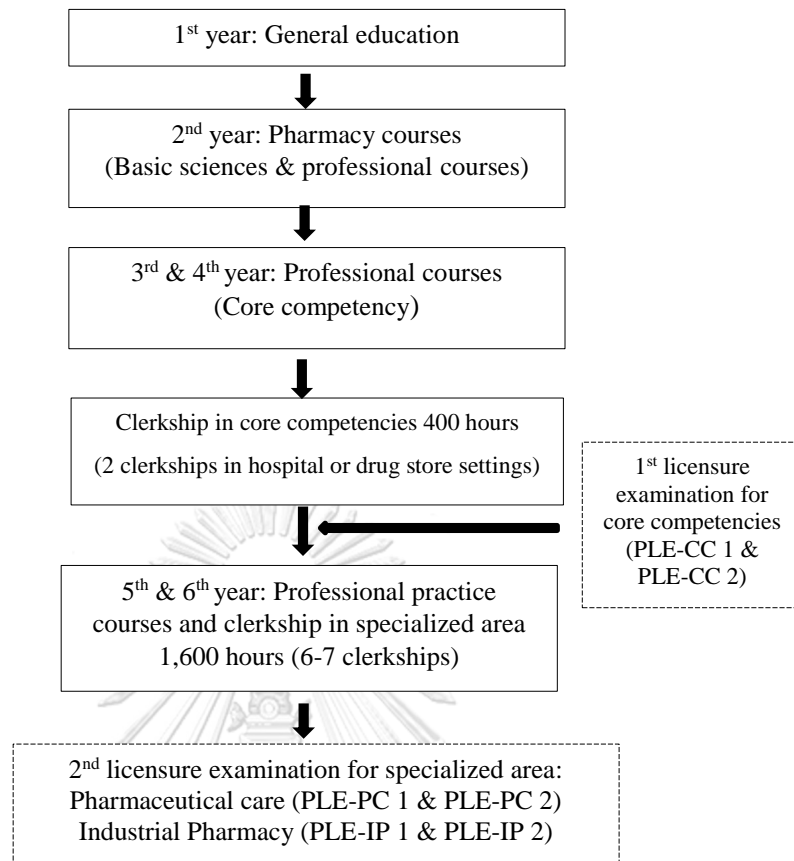 1st year: General education
2nd year: Pharmacy courses
(Basic sciences & professional courses)
3rd & 4th year: Professional courses
(Core competency)
Clerkship in core competencies 400 hours
(2 clerkships in hospital or drug store settings)
1st licensure
examination for
core competencies
(PLE-CC 1 &
PLE-CC 2)
5th & 6th year: Professional practice
courses and clerkship in specialized area
1,600 hours (6-7 clerkships)
2nd licensure examination for specialized area:
Pharmaceutical care (PLE-PC 1 & PLE-PC 2)
Industrial Pharmacy (PLE-IP 1 & PLE-IP 2)